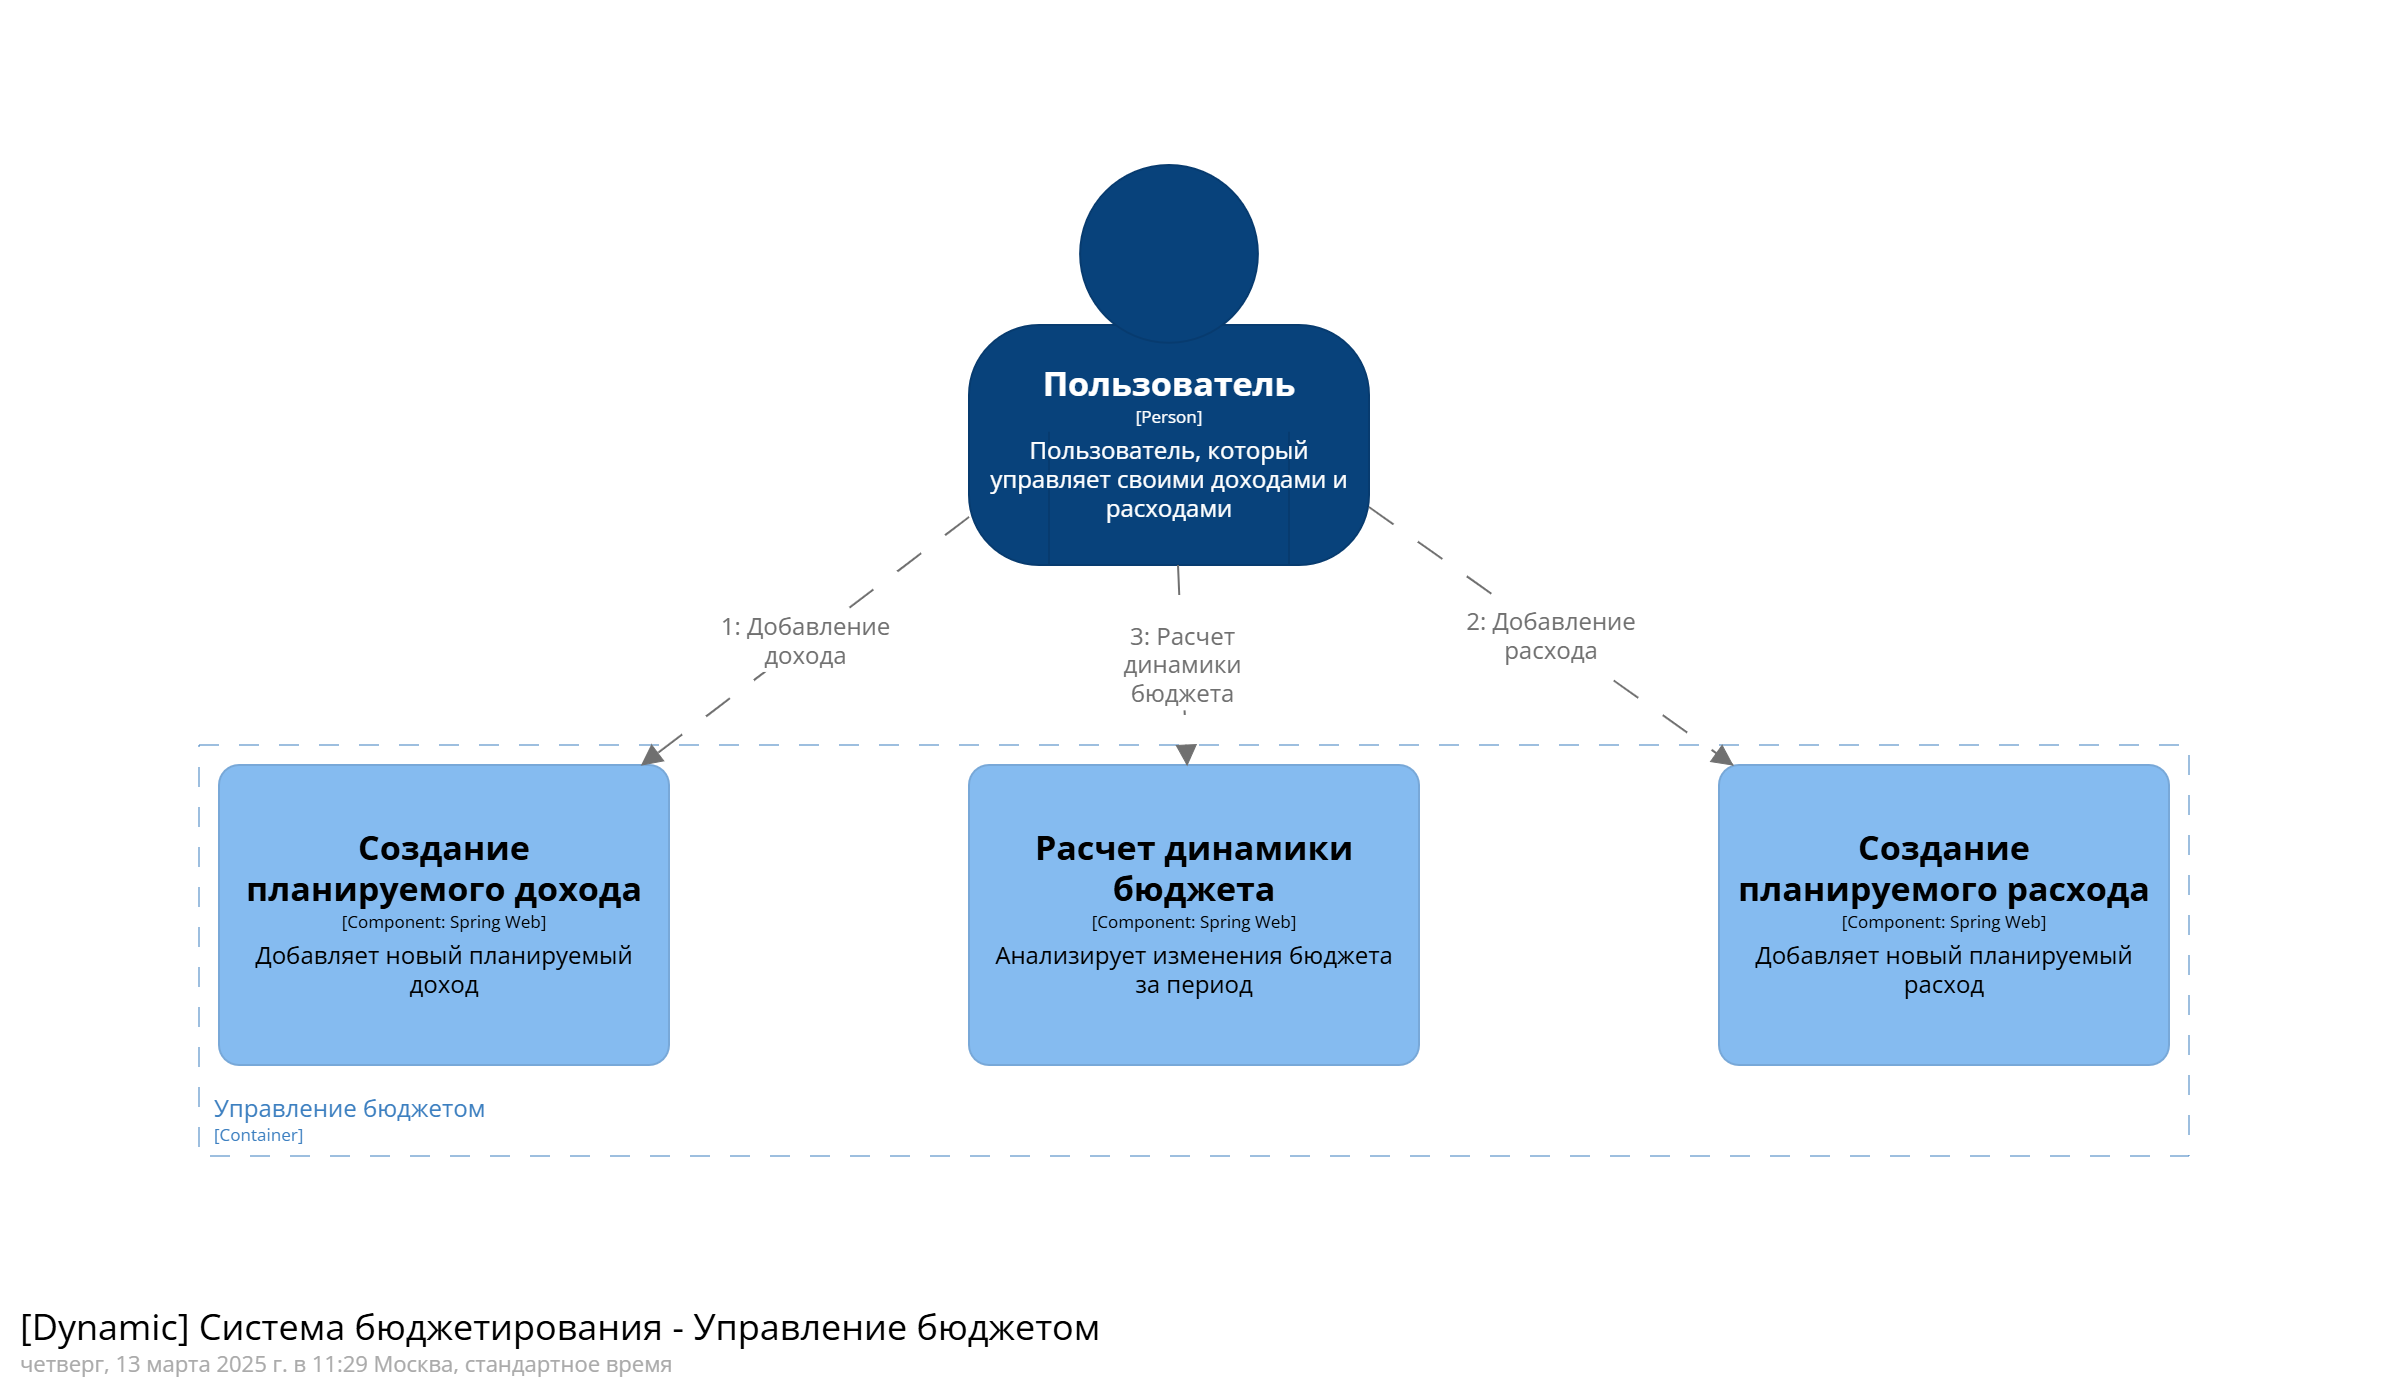 Пользователь
[Person]
Пользователь, который
управляет своими доходами и
расходами
1: Добавление
дохода
3: Расчет
динамики
бюджета
2: Добавление
расхода
Создание
планируемого дохода
[Component: Spring Web]
Добавляет новый планируемый
доход
Расчет динамики
бюджета
[Component: Spring Web]
Анализирует изменения бюджета
за период
Создание
планируемого расхода
[Component: Spring Web]
Добавляет новый планируемый
расход
Управление бюджетом
[Container]
[Dynamic] Система бюджетирования - Управление бюджетом
четверг, 13 марта 2025 г. в 11:29 Москва, стандартное время